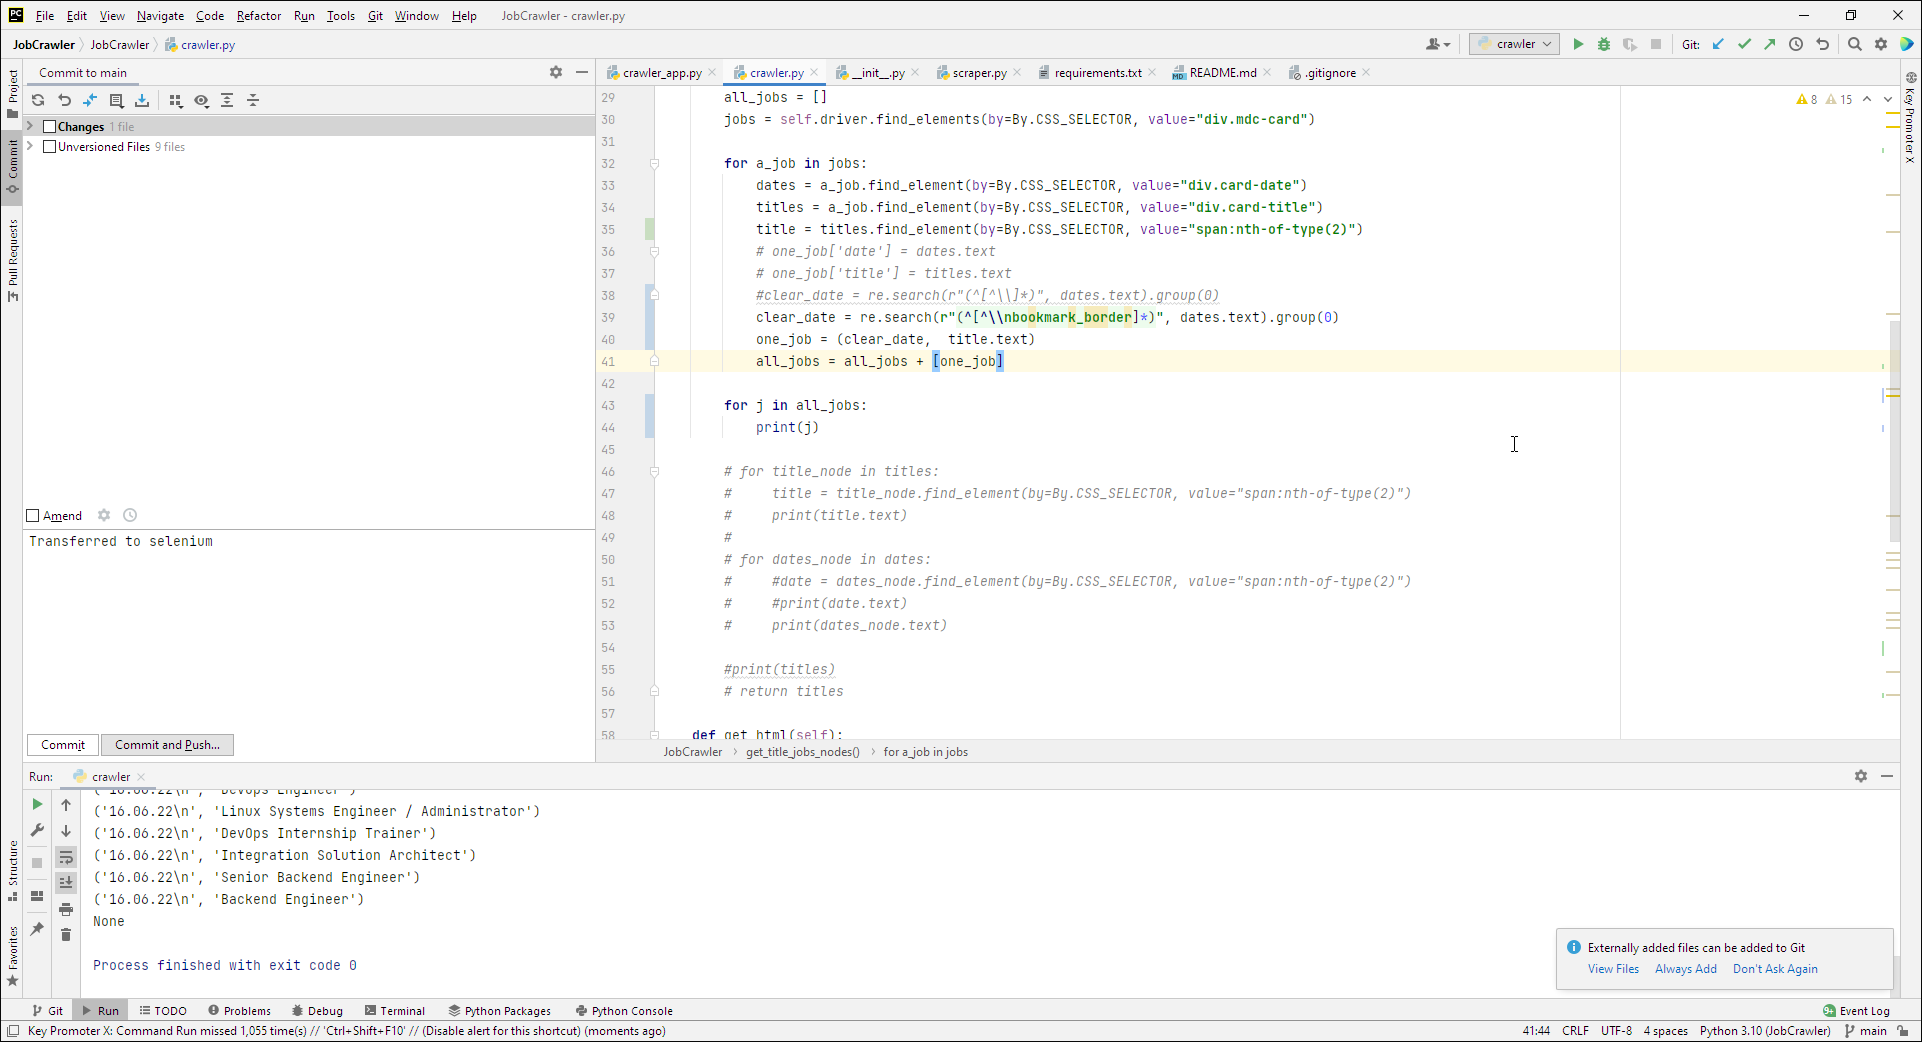 PC File Edit View Navigate Code Refactor Run Tools Git Window Help JobCrawler - crawler.py
JobCrawler JobCrawler crawler.py crawler Git:
Project
Commit
Pull Requests
Structure
Favorites
Commit to main
Changes 1 file
Unversioned Files 9 files
Amend
Transferred to selenium
Commit Commit and Push...
crawler_app.py crawler.py __init__.py scraper.py requirements.txt README.md .gitignore
8 15
Key Promoter X
29 all_jobs = []
30 jobs = self.driver.find_elements(by=By.CSS_SELECTOR, value="div.mdc-card")
31
32 for a_job in jobs:
33 dates = a_job.find_element(by=By.CSS_SELECTOR, value="div.card-date")
34 titles = a_job.find_element(by=By.CSS_SELECTOR, value="div.card-title")
35 title = titles.find_element(by=By.CSS_SELECTOR, value="span:nth-of-type(2)")
36 # one_job['date'] = dates.text
37 # one_job['title'] = titles.text
38 #clear_date = re.search(r"(^[^\\]*)", dates.text).group(0)
39 clear_date = re.search(r"(^[^\\nbookmark_border]*)", dates.text).group(0)
40 one_job = (clear_date,  title.text)
41 all_jobs = all_jobs + [one_job]
42
43 for j in all_jobs:
44 print(j)
45
46 # for title_node in titles:
47 #     title = title_node.find_element(by=By.CSS_SELECTOR, value="span:nth-of-type(2)")
48 #     print(title.text)
49 #
50 # for dates_node in dates:
51 #     #date = dates_node.find_element(by=By.CSS_SELECTOR, value="span:nth-of-type(2)")
52 #     #print(date.text)
53 #     print(dates_node.text)
54
55 #print(titles)
56 # return titles
57
58 def get_html(self):
JobCrawler get_title_jobs_nodes() for a_job in jobs
Run: crawler
('16.06.22\n', 'DevOps Engineer')
('16.06.22\n', 'Linux Systems Engineer / Administrator')
('16.06.22\n', 'DevOps Internship Trainer')
('16.06.22\n', 'Integration Solution Architect')
('16.06.22\n', 'Senior Backend Engineer')
('16.06.22\n', 'Backend Engineer')
None
Process finished with exit code 0
Externally added files can be added to Git
View Files Always Add Don't Ask Again
Git Run TODO Problems Debug Terminal Python Packages Python Console Event Log
Key Promoter X: Command Run missed 1,055 time(s) // 'Ctrl+Shift+F10' // (Disable alert for this shortcut) (moments ago) 41:44 CRLF UTF-8 4 spaces Python 3.10 (JobCrawler) main